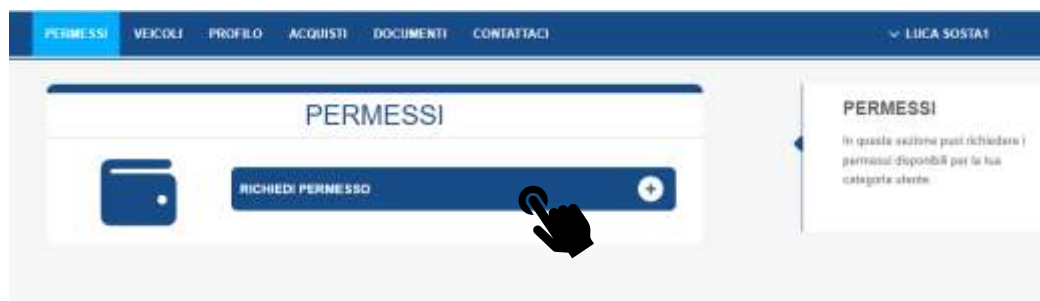 PERMESSI VEICOLI PROFILO ACQUISTI DOCUMENTI CONTATTACI LUCA SOSTA1
PERMESSI
RICHIEDI PERMESSO
PERMESSI
In questa sezione puoi richiedere i
permessi disponibili per la tua
categoria utente.